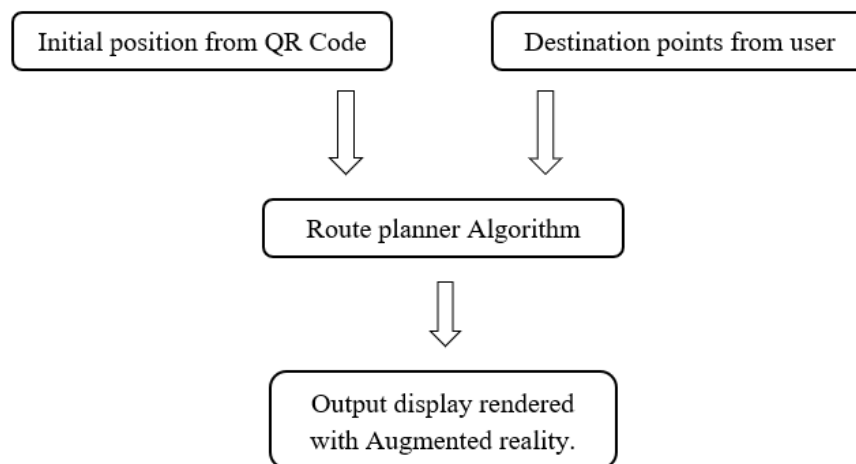 Initial position from QR Code
Destination points from user
Route planner Algorithm
Output display rendered
with Augmented reality.